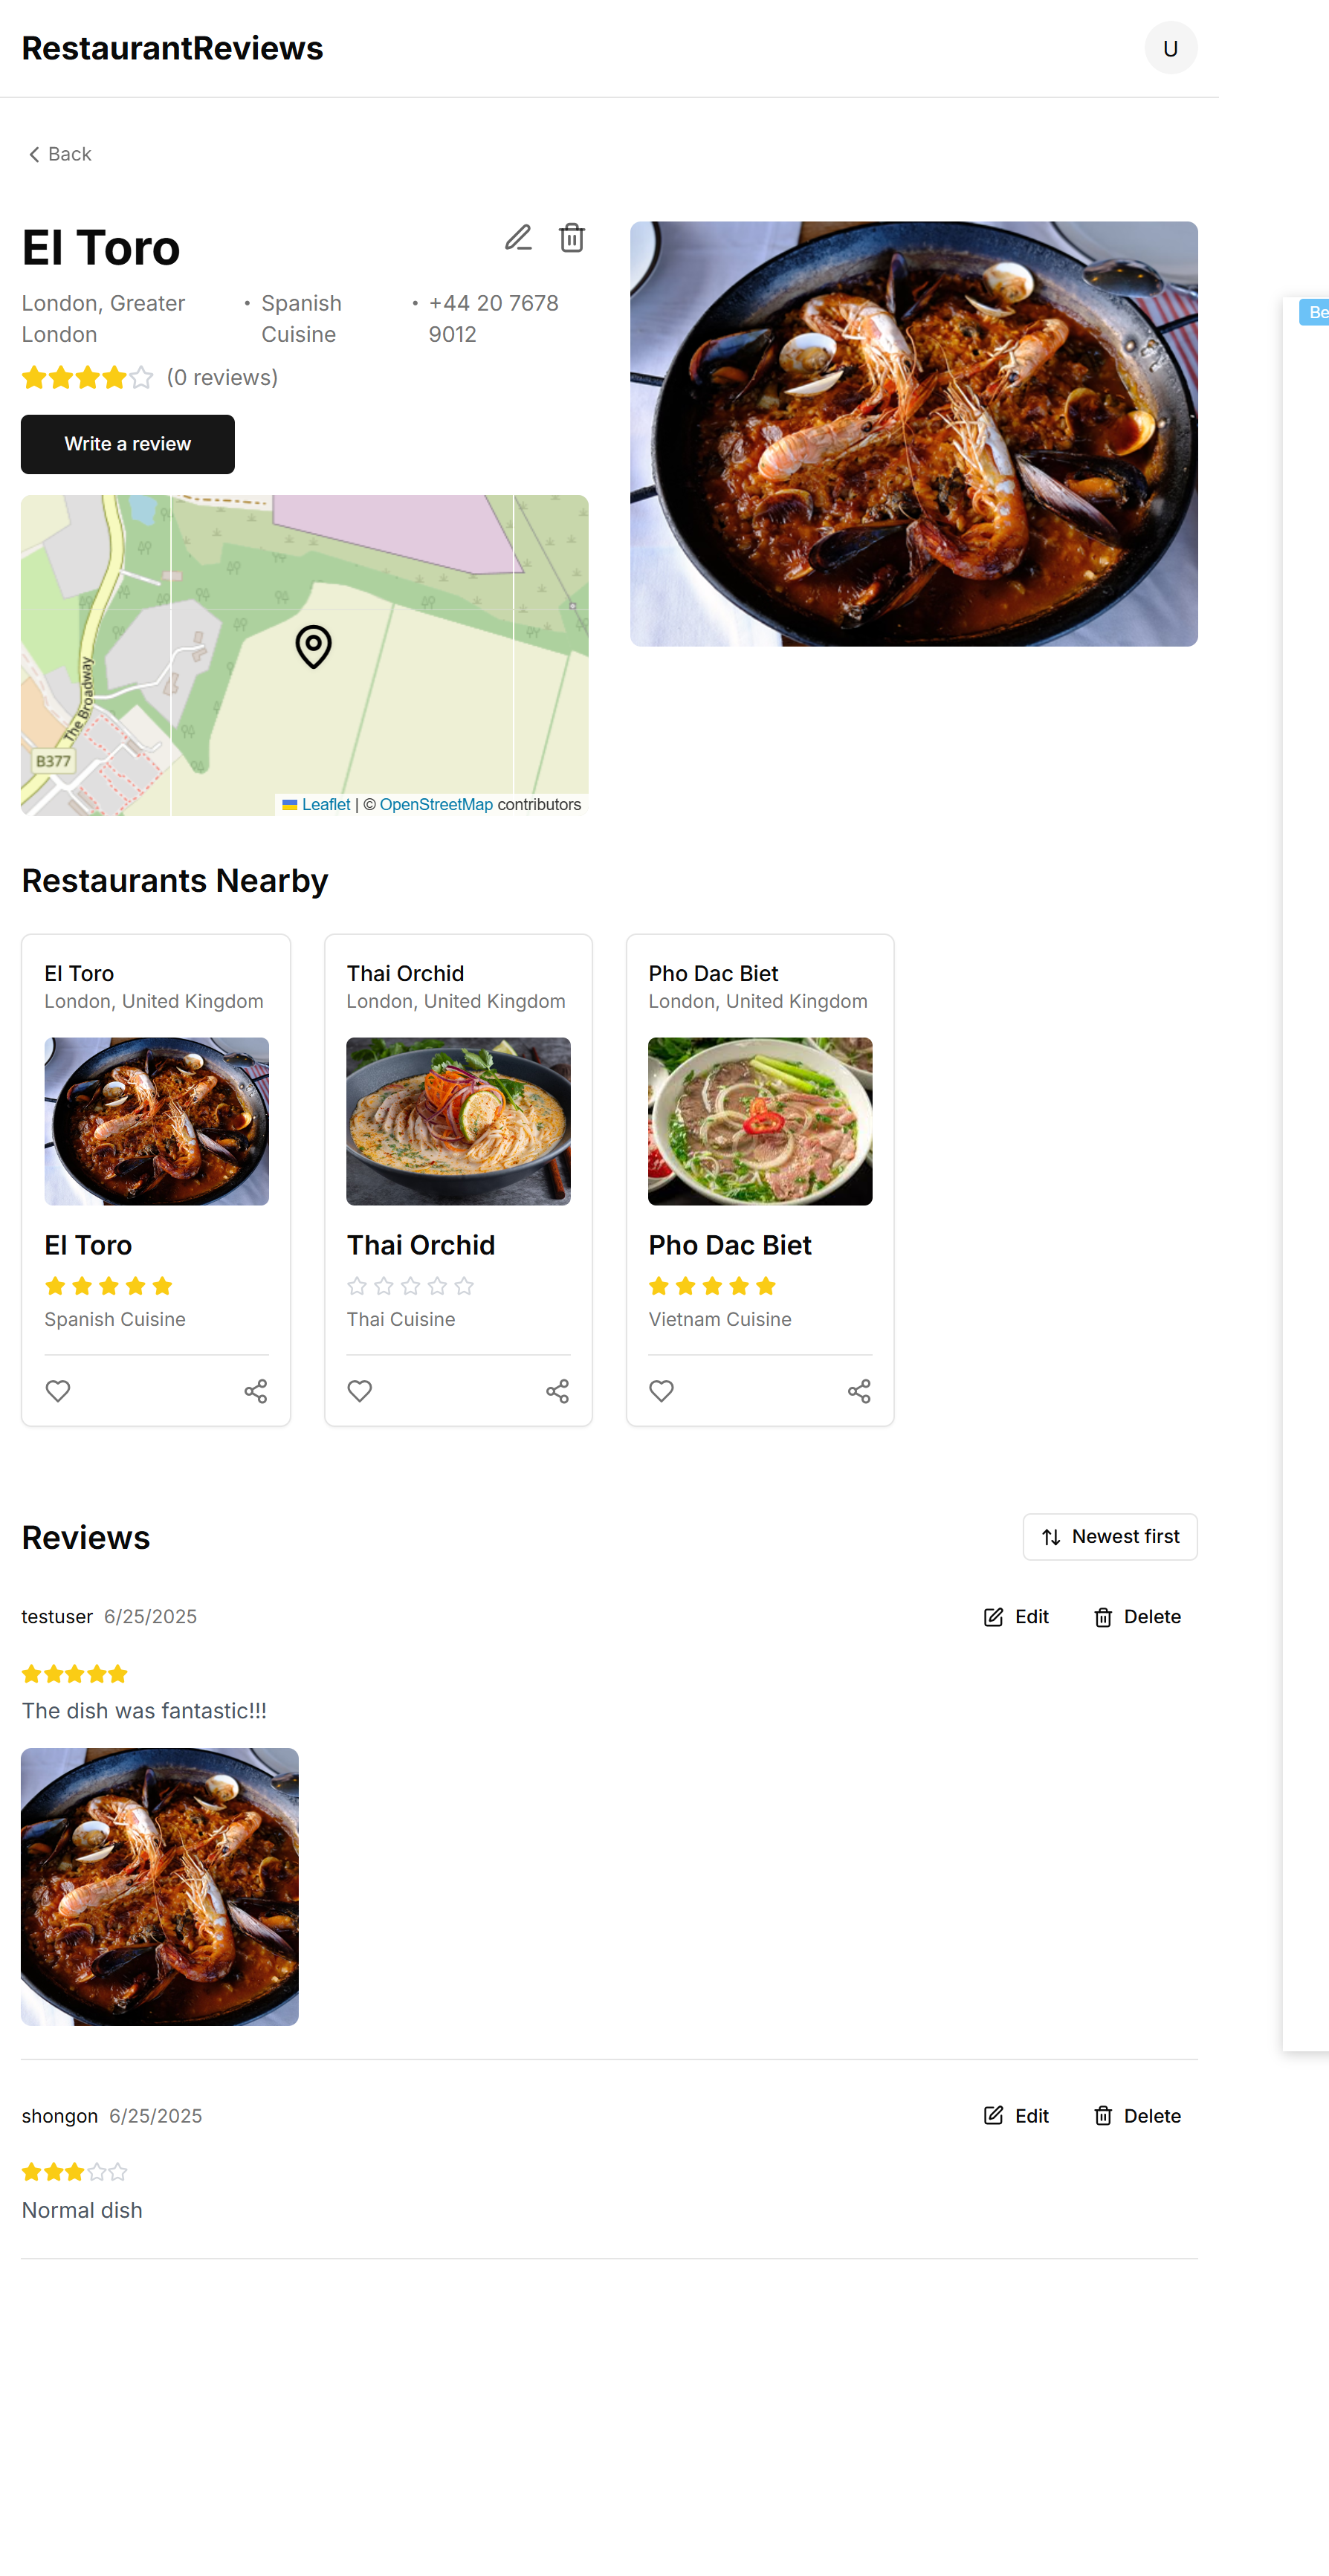 RestaurantReviews
U
Back
El Toro
London, Greater London
• Spanish Cuisine
• +44 20 7678 9012
(0 reviews)
Write a review
The Broadway
B377
Leaflet | © OpenStreetMap contributors
Restaurants Nearby
El Toro
London, United Kingdom
El Toro
Spanish Cuisine
Thai Orchid
London, United Kingdom
Thai Orchid
Thai Cuisine
Pho Dac Biet
London, United Kingdom
Pho Dac Biet
Vietnam Cuisine
Reviews
Newest first
testuser 6/25/2025
Edit
Delete
The dish was fantastic!!!
shongon 6/25/2025
Edit
Delete
Normal dish